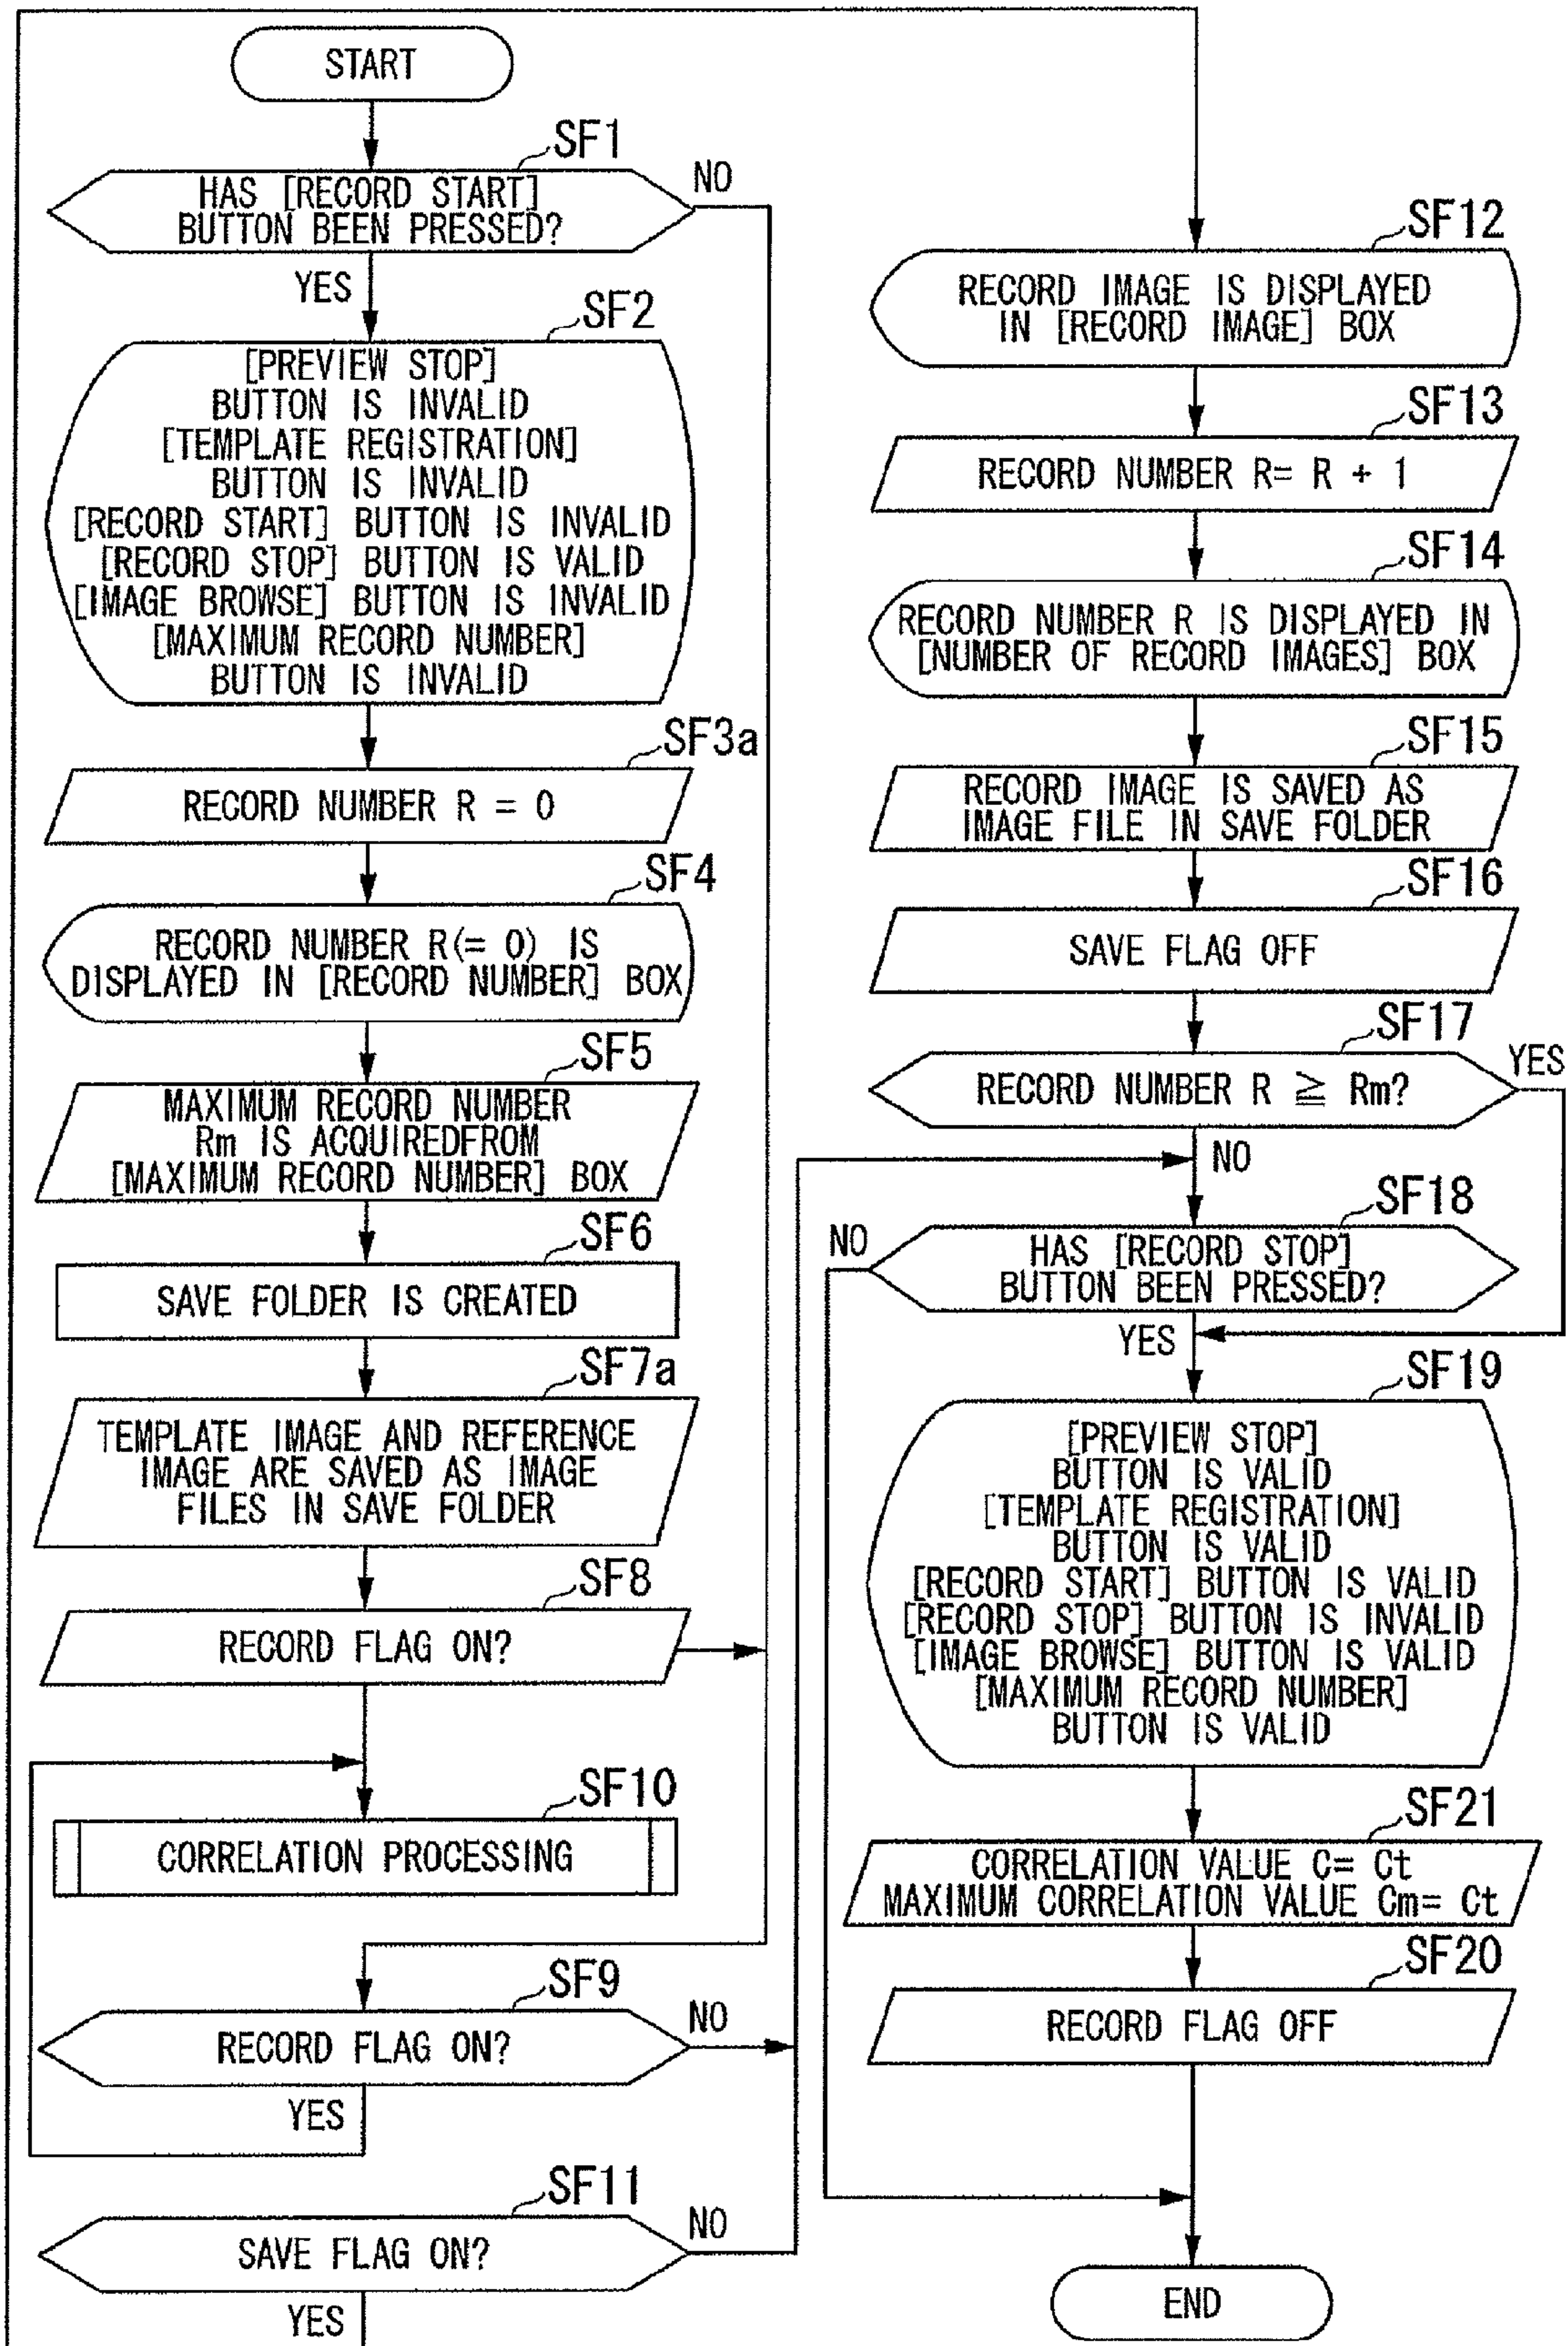 START
SF1
HAS [RECORD START]
BUTTON BEEN PRESSED?
NO
YES
SF2
[PREVIEW STOP]
BUTTON IS INVALID
[TEMPLATE REGISTRATION]
BUTTON IS INVALID
[RECORD START] BUTTON IS INVALID
[RECORD STOP] BUTTON IS VALID
[IMAGE BROWSE] BUTTON IS INVALID
[MAXIMUM RECORD NUMBER]
BUTTON IS INVALID
SF3a
RECORD NUMBER R = 0
SF4
RECORD NUMBER R(= 0) IS
DISPLAYED IN [RECORD NUMBER] BOX
SF5
MAXIMUM RECORD NUMBER
Rm IS ACQUIREDFROM
[MAXIMUM RECORD NUMBER] BOX
SF6
SAVE FOLDER IS CREATED
SF7a
TEMPLATE IMAGE AND REFERENCE
IMAGE ARE SAVED AS IMAGE
FILES IN SAVE FOLDER
SF8
RECORD FLAG ON?
SF10
CORRELATION PROCESSING
SF9
RECORD FLAG ON?
NO
YES
SF11
SAVE FLAG ON?
NO
YES
SF12
RECORD IMAGE IS DISPLAYED
IN [RECORD IMAGE] BOX
SF13
RECORD NUMBER R= R + 1
SF14
RECORD NUMBER R IS DISPLAYED IN
[NUMBER OF RECORD IMAGES] BOX
SF15
RECORD IMAGE IS SAVED AS
IMAGE FILE IN SAVE FOLDER
SF16
SAVE FLAG OFF
SF17
RECORD NUMBER R ≧ Rm?
YES
NO
SF18
HAS [RECORD STOP]
BUTTON BEEN PRESSED?
NO
YES
SF19
[PREVIEW STOP]
BUTTON IS VALID
[TEMPLATE REGISTRATION]
BUTTON IS VALID
[RECORD START] BUTTON IS VALID
[RECORD STOP] BUTTON IS INVALID
[IMAGE BROWSE] BUTTON IS VALID
[MAXIMUM RECORD NUMBER]
BUTTON IS VALID
SF21
CORRELATION VALUE C= Ct
MAXIMUM CORRELATION VALUE Cm= Ct
SF20
RECORD FLAG OFF
END